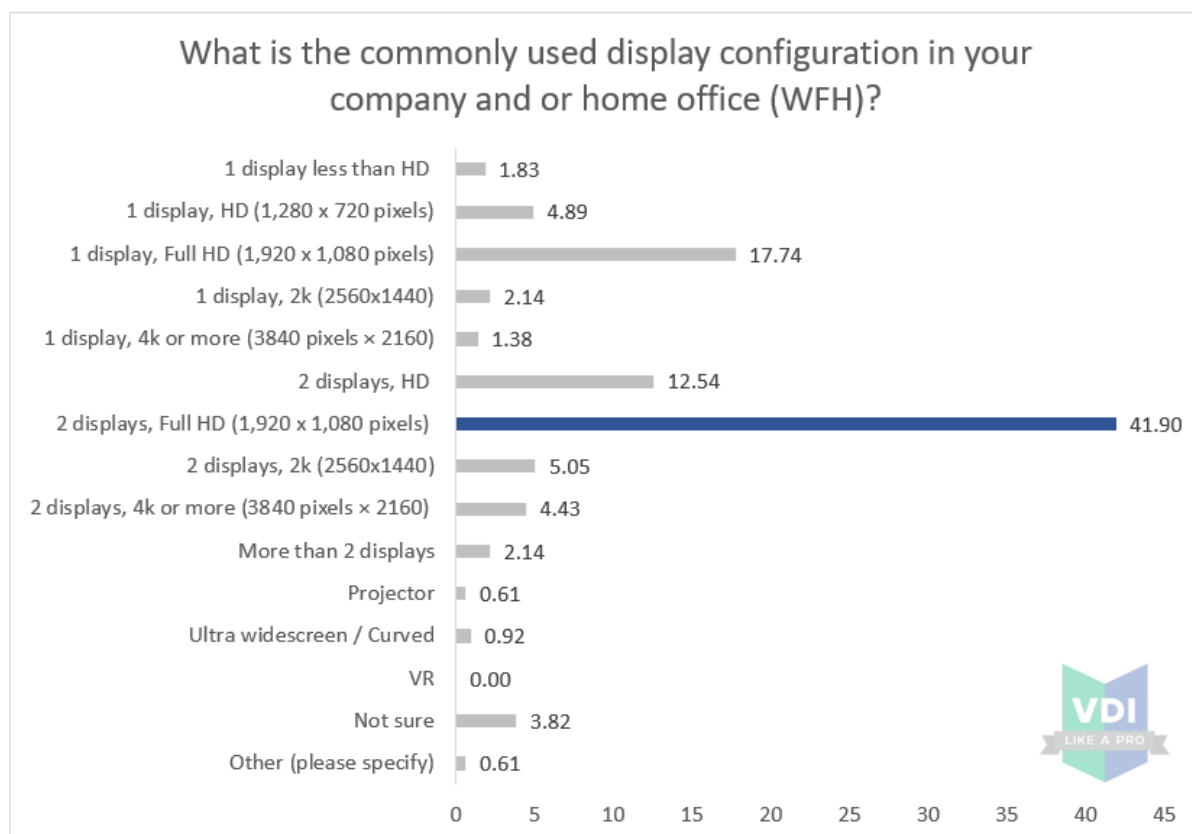 What is the commonly used display configuration in your
company and or home office (WFH)?
1 display less than HD 1.83
1 display, HD (1,280 x 720 pixels) 4.89
1 display, Full HD (1,920 x 1,080 pixels) 17.74
1 display, 2k (2560x1440) 2.14
1 display, 4k or more (3840 pixels × 2160) 1.38
2 displays, HD 12.54
2 displays, Full HD (1,920 x 1,080 pixels) 41.90
2 displays, 2k (2560x1440) 5.05
2 displays, 4k or more (3840 pixels × 2160) 4.43
More than 2 displays 2.14
Projector 0.61
Ultra widescreen / Curved 0.92
VR 0.00
Not sure 3.82
Other (please specify) 0.61
0 5 10 15 20 25 30 35 40 45
VDI
LIKE A PRO